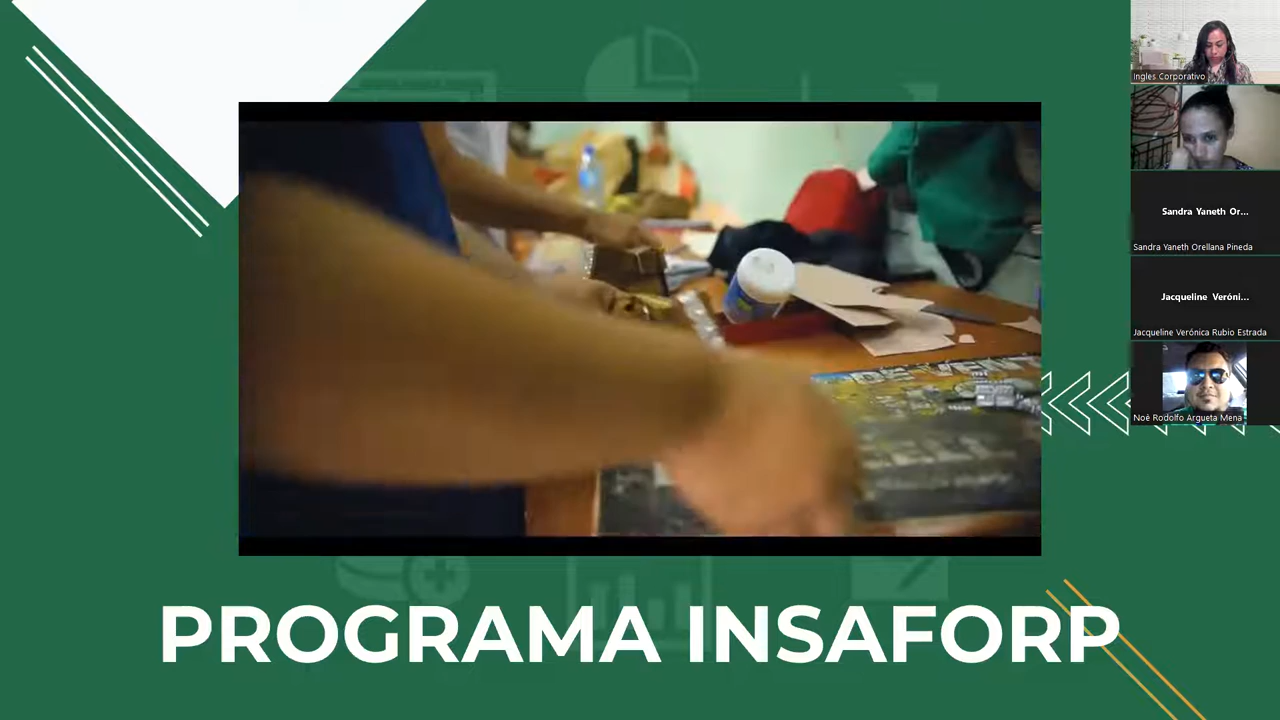 PROGRAMA INSAFORP
Ingles Corporativo
Sandra Yaneth Or...
Sandra Yaneth Orellana Pineda
Jacqueline Veróni...
Jacqueline Verónica Rubio Estrada
Noé Rodolfo Argueta Mena